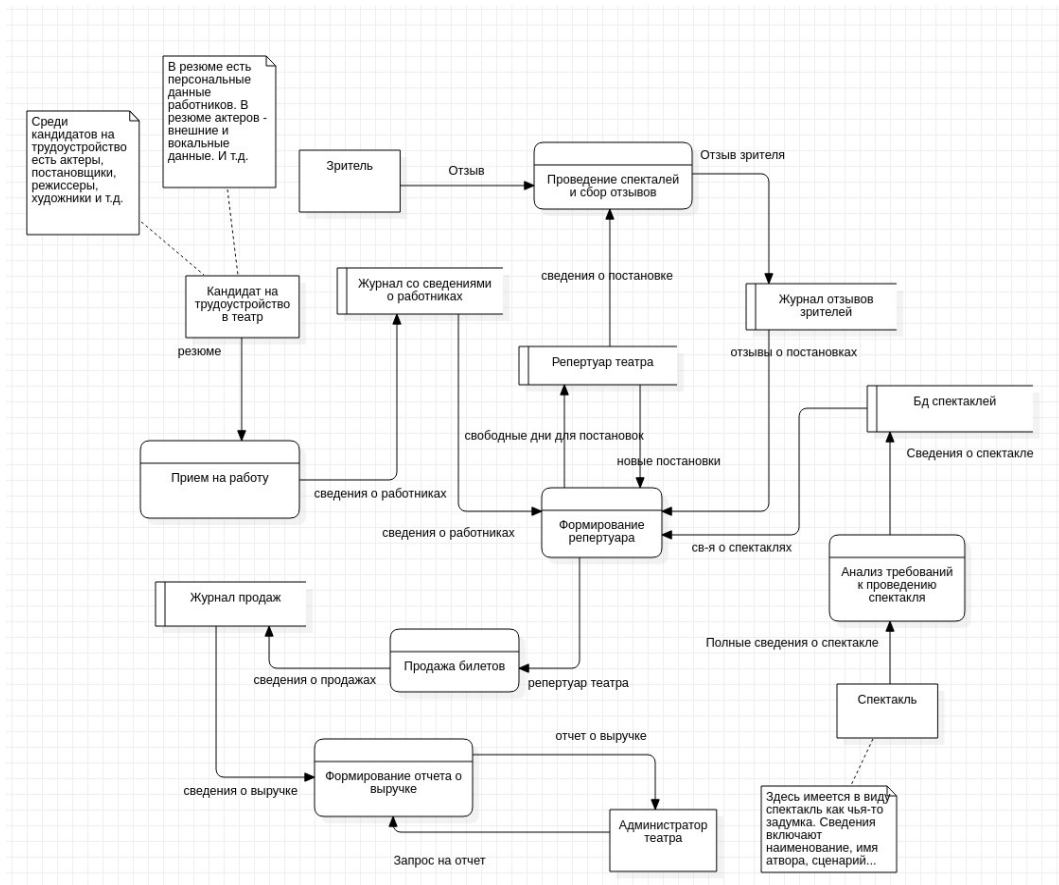 В резюме есть
персональные
данные
работников. В
резюме актеров -
внешние и
вокальные
данные. И т.д.
Среди
кандидатов на
трудоустройство
есть актеры,
постановщики,
режиссеры,
художники и т.д.
Зритель
Отзыв
Проведение спекталей
и сбор отзывов
Отзыв зрителя
Кандидат на
трудоустройство
в театр
Журнал со сведениями
о работниках
сведения о постановке
Журнал отзывов
зрителей
резюме
Репертуар театра
отзывы о постановках
Бд спектаклей
свободные дни для постановок
новые постановки
Сведения о спектакле
Прием на работу
сведения о работниках
сведения о работниках
Формирование
репертуара
св-я о спектаклях
Анализ требований
к проведению
спектакля
Журнал продаж
Продажа билетов
сведения о продажах
репертуар театра
Полные сведения о спектакле
Спектакль
отчет о выручке
Формирование отчета о
выручке
сведения о выручке
Администратор
театра
Запрос на отчет
Здесь имеется в виду
спектакль как чья-то
задумка. Сведения
включают
наименование, имя
атвора, сценарий...